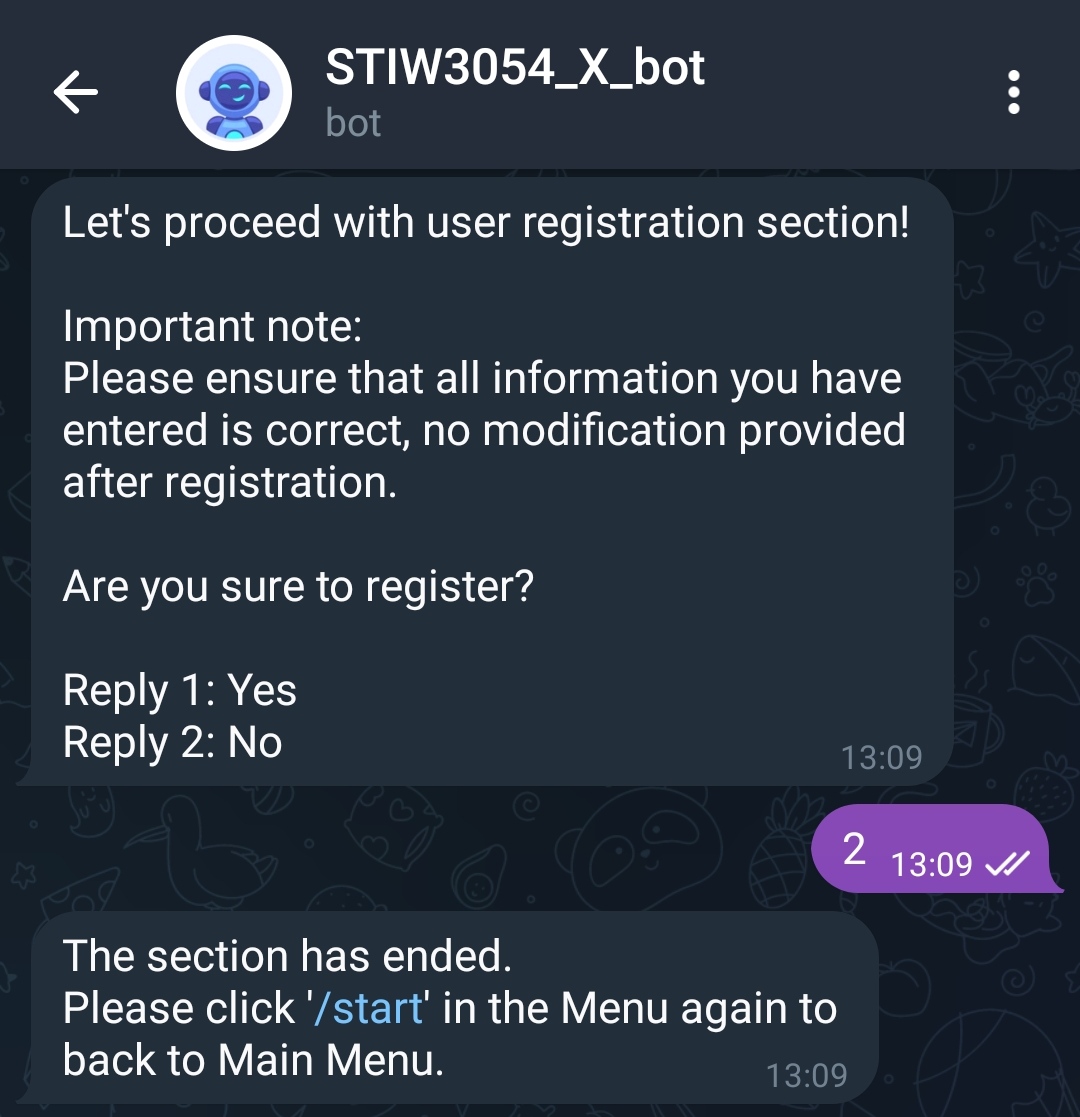 STIW3054_X_bot
bot
Let's proceed with user registration section!
Important note:
Please ensure that all information you have
entered is correct, no modification provided
after registration.
Are you sure to register?
Reply 1: Yes
Reply 2: No
13:09
2 13:09
The section has ended.
Please click '/start' in the Menu again to
back to Main Menu.
13:09